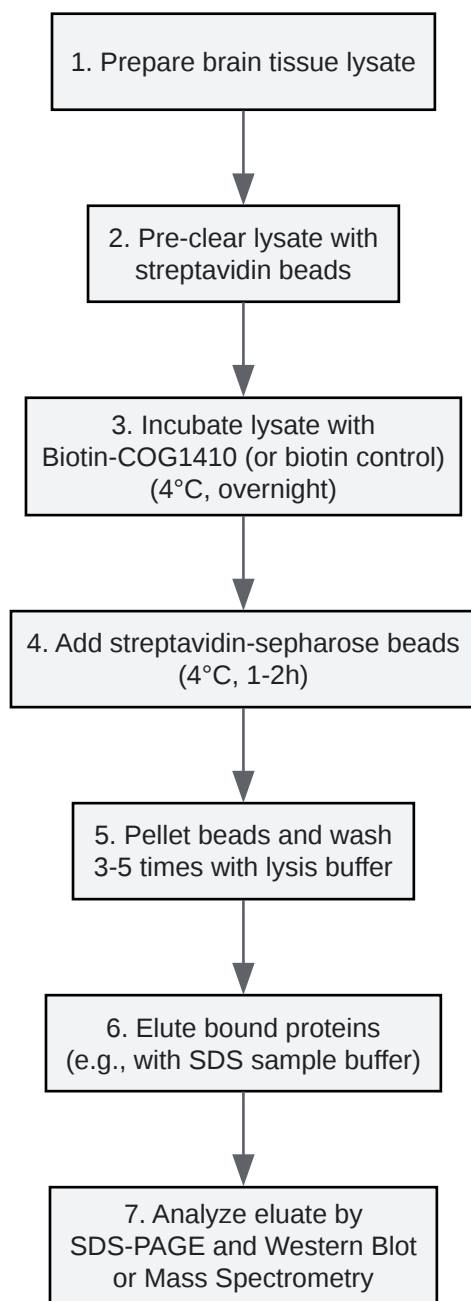 1. Prepare brain tissue lysate
2. Pre-clear lysate with
streptavidin beads
3. Incubate lysate with
Biotin-COG1410 (or biotin control)
(4°C, overnight)
4. Add streptavidin-sepharose beads
(4°C, 1-2h)
5. Pellet beads and wash
3-5 times with lysis buffer
6. Elute bound proteins
(e.g., with SDS sample buffer)
7. Analyze eluate by
SDS-PAGE and Western Blot
or Mass Spectrometry